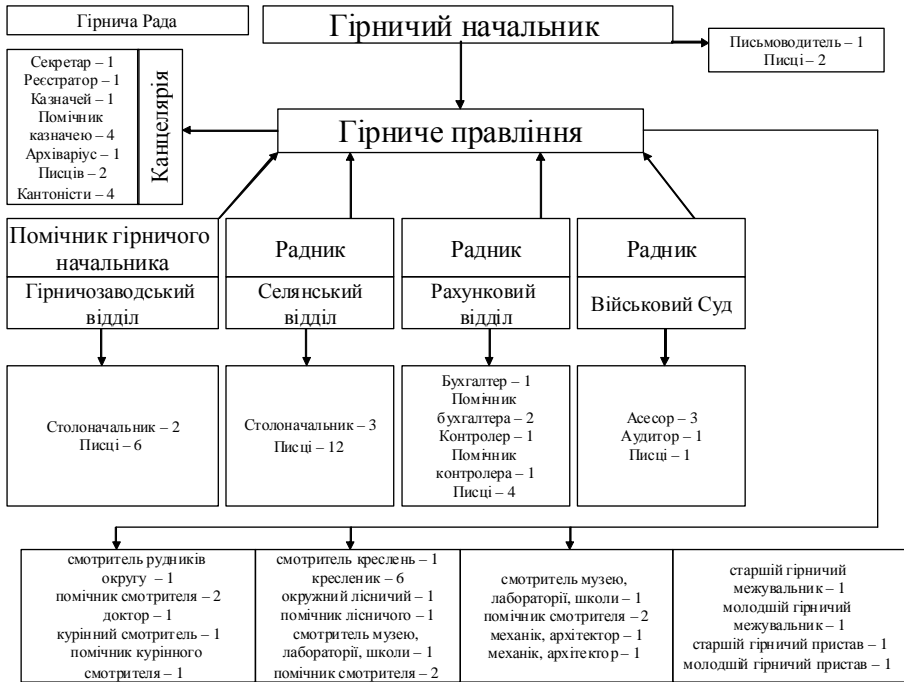 Гірнича Рада
Гірничий начальник
Письмоводитель – 1
Писці – 2
Секретар – 1
Реєстратор – 1
Казначей – 1
Помічник
казначею – 4
Архіваріус – 1
Писців – 2
Кантоністи – 4
Канцелярія
Гірниче правління
Помічник гірничого
начальника
Гірничозаводський
відділ
Радник
Селянський
відділ
Радник
Рахунковий
відділ
Радник
Військовий Суд
Столоначальник – 2
Писці – 6
Столоначальник – 3
Писці – 12
Бухгалтер – 1
Помічник
бухгалтера – 2
Контролер – 1
Помічник
контролера – 1
Писці – 4
Асесор – 3
Аудитор – 1
Писці – 1
смотритель рудників
округу – 1
помічник смотрителя – 2
доктор – 1
курінний смотритель – 1
помічник курінного
смотрителя – 1
смотритель креслень – 1
кресленик – 6
окружний лісничий – 1
помічник лісничого – 1
смотритель музею,
лабораторії, школи – 1
помічник смотрителя – 2
смотритель музею,
лабораторії, школи – 1
помічник смотрителя – 2
механік, архітектор – 1
механік, архітектор – 1
старшій гірничий
межувальник – 1
молодшій гірничий
межувальник – 1
старшій гірничий пристав – 1
молодшій гірничий пристав – 1